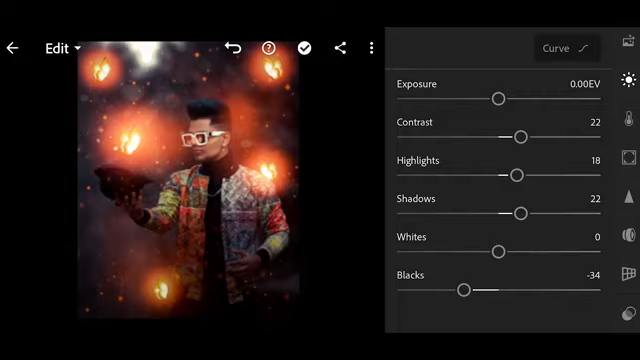 Edit
Curve
Exposure 0.00EV
Contrast 22
Highlights 18
Shadows 22
Whites 0
Blacks -34